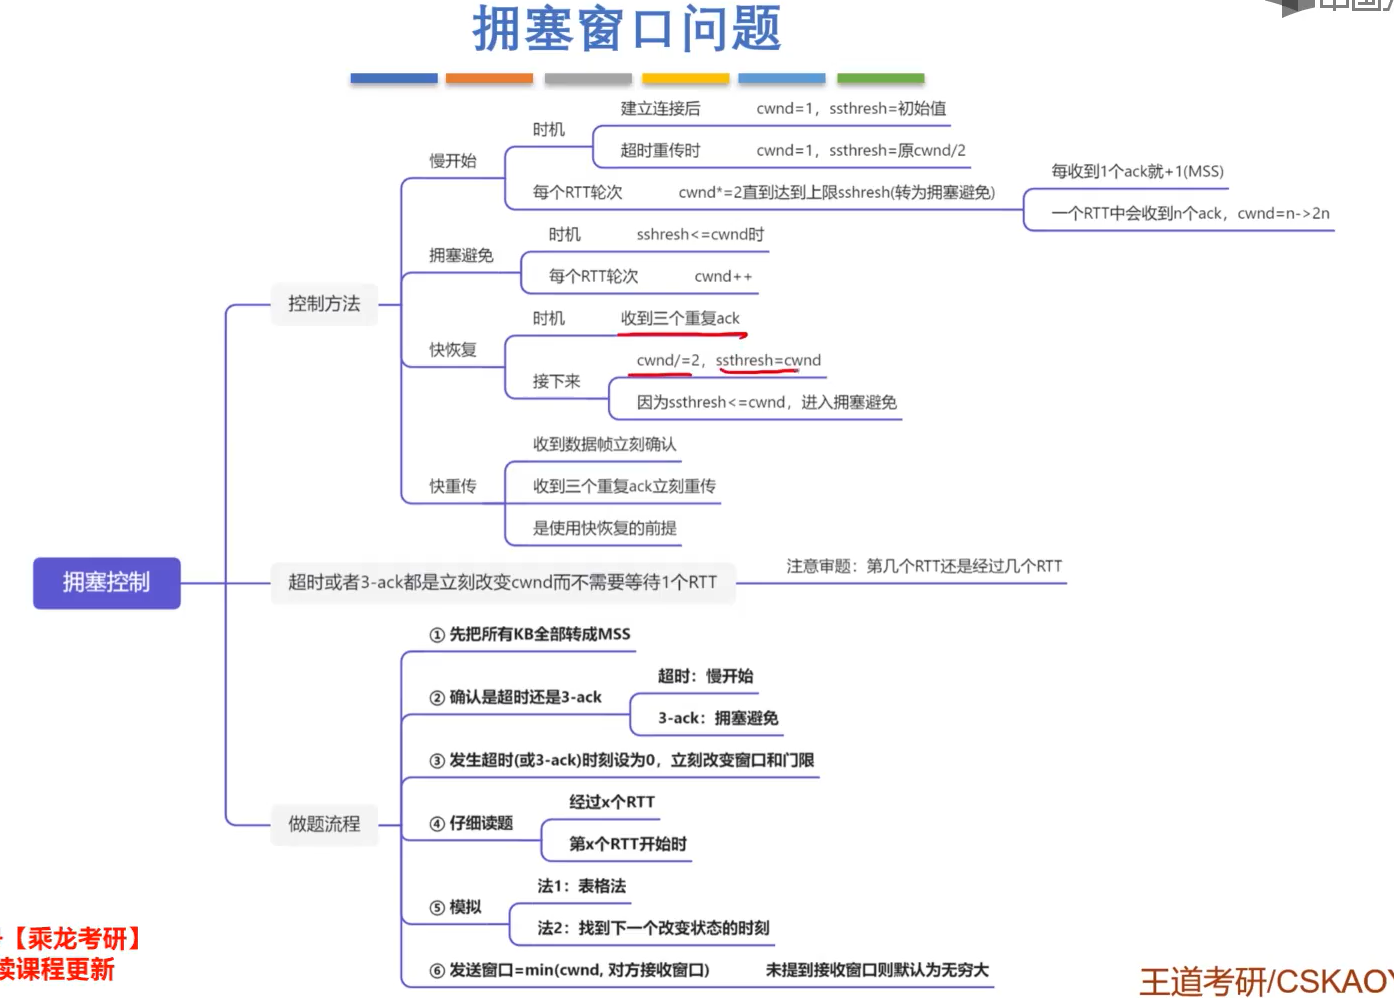 拥塞窗口问题
建立连接后 cwnd=1，ssthresh=初始值
时机
超时重传时 cwnd=1，ssthresh=原cwnd/2
慢开始
每个RTT轮次 cwnd*=2直到达到上限sshresh(转为拥塞避免)
每收到1个ack就+1(MSS)
一个RTT中会收到n个ack，cwnd=n->2n
时机 sshresh<=cwnd时
拥塞避免
每个RTT轮次 cwnd++
控制方法
时机 收到三个重复ack
快恢复
cwnd/=2，ssthresh=cwnd
接下来
因为ssthresh<=cwnd，进入拥塞避免
收到数据帧立刻确认
快重传
收到三个重复ack立刻重传
是使用快恢复的前提
拥塞控制
超时或者3-ack都是立刻改变cwnd而不需要等待1个RTT
注意审题：第几个RTT还是经过几个RTT
① 先把所有KB全部转成MSS
② 确认是超时还是3-ack
超时：慢开始
3-ack：拥塞避免
③ 发生超时(或3-ack)时刻设为0，立刻改变窗口和门限
做题流程
④ 仔细读题
经过x个RTT
第x个RTT开始时
⑤ 模拟
法1：表格法
法2：找到下一个改变状态的时刻
⑥ 发送窗口=min(cwnd, 对方接收窗口) 未提到接收窗口则默认为无穷大
【乘龙考研】
续课程更新
王道考研/CSKAOY